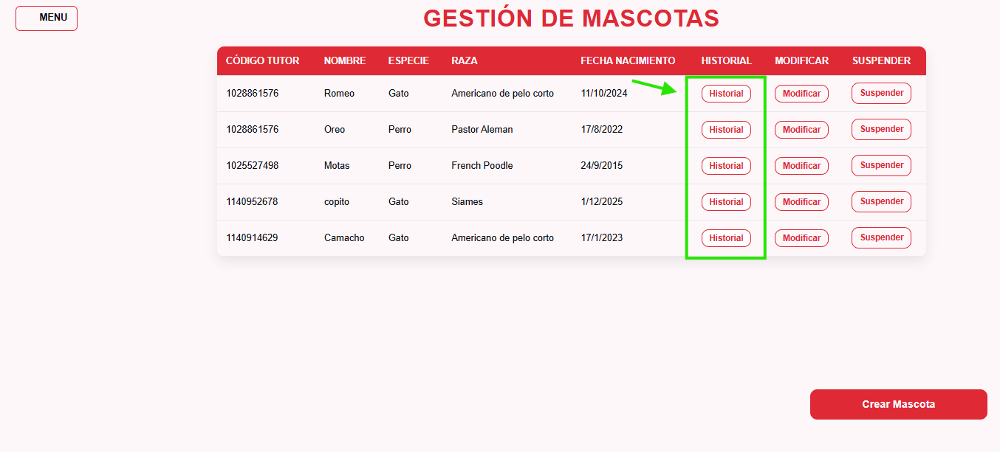 MENU
GESTIÓN DE MASCOTAS
CÓDIGO TUTOR NOMBRE ESPECIE RAZA FECHA NACIMIENTO HISTORIAL MODIFICAR SUSPENDER
1028861576 Romeo Gato Americano de pelo corto 11/10/2024 Historial Modificar Suspender
1028861576 Oreo Perro Pastor Aleman 17/8/2022 Historial Modificar Suspender
1025527498 Motas Perro French Poodle 24/9/2015 Historial Modificar Suspender
1140952678 copito Gato Siames 1/12/2025 Historial Modificar Suspender
1140914629 Camacho Gato Americano de pelo corto 17/1/2023 Historial Modificar Suspender
Crear Mascota